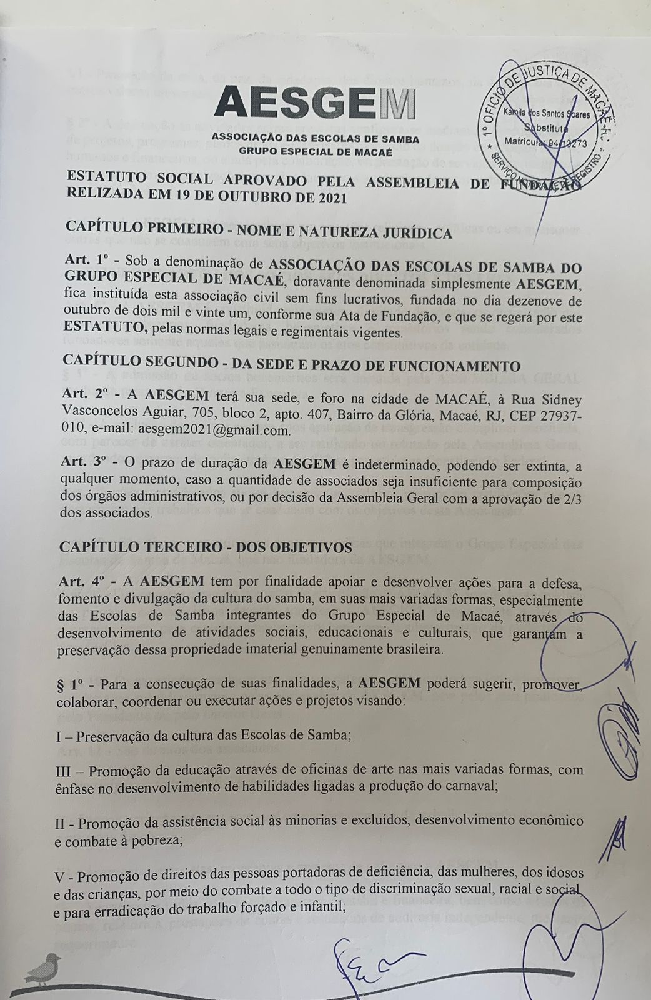 AESGEM
ASSOCIAÇÃO DAS ESCOLAS DE SAMBA
GRUPO ESPECIAL DE MACAÉ
1º OFICIO DE JUSTIÇA DE MACAÉ
Kamila dos Santos Soares
Substituta
Matrícula: 94/13273
ESTATUTO SOCIAL APROVADO PELA ASSEMBLEIA DE FUNDAÇÃO
RELIZADA EM 19 DE OUTUBRO DE 2021
CAPÍTULO PRIMEIRO - NOME E NATUREZA JURÍDICA
Art. 1º - Sob a denominação de ASSOCIAÇÃO DAS ESCOLAS DE SAMBA DO
GRUPO ESPECIAL DE MACAÉ, doravante denominada simplesmente AESGEM,
fica instituída esta associação civil sem fins lucrativos, fundada no dia dezenove de
outubro de dois mil e vinte um, conforme sua Ata de Fundação, e que se regerá por este
ESTATUTO, pelas normas legais e regimentais vigentes.
CAPÍTULO SEGUNDO - DA SEDE E PRAZO DE FUNCIONAMENTO
Art. 2º - A AESGEM terá sua sede, e foro na cidade de MACAÉ, à Rua Sidney
Vasconcelos Aguiar, 705, bloco 2, apto. 407, Bairro da Glória, Macaé, RJ, CEP 27937-
010, e-mail: aesgem2021@gmail.com.
Art. 3º - O prazo de duração da AESGEM é indeterminado, podendo ser extinta, a
qualquer momento, caso a quantidade de associados seja insuficiente para composição
dos órgãos administrativos, ou por decisão da Assembleia Geral com a aprovação de 2/3
dos associados.
CAPÍTULO TERCEIRO - DOS OBJETIVOS
Art. 4º - A AESGEM tem por finalidade apoiar e desenvolver ações para a defesa,
fomento e divulgação da cultura do samba, em suas mais variadas formas, especialmente
das Escolas de Samba integrantes do Grupo Especial de Macaé, através do
desenvolvimento de atividades sociais, educacionais e culturais, que garantam a
preservação dessa propriedade imaterial genuinamente brasileira.
§ 1º - Para a consecução de suas finalidades, a AESGEM poderá sugerir, promover,
colaborar, coordenar ou executar ações e projetos visando:
I – Preservação da cultura das Escolas de Samba;
III – Promoção da educação através de oficinas de arte nas mais variadas formas, com
ênfase no desenvolvimento de habilidades ligadas a produção do carnaval;
II - Promoção da assistência social às minorias e excluídos, desenvolvimento econômico
e combate à pobreza;
V - Promoção de direitos das pessoas portadoras de deficiência, das mulheres, dos idosos
e das crianças, por meio do combate a todo o tipo de discriminação sexual, racial e social,
e para erradicação do trabalho forçado e infantil;